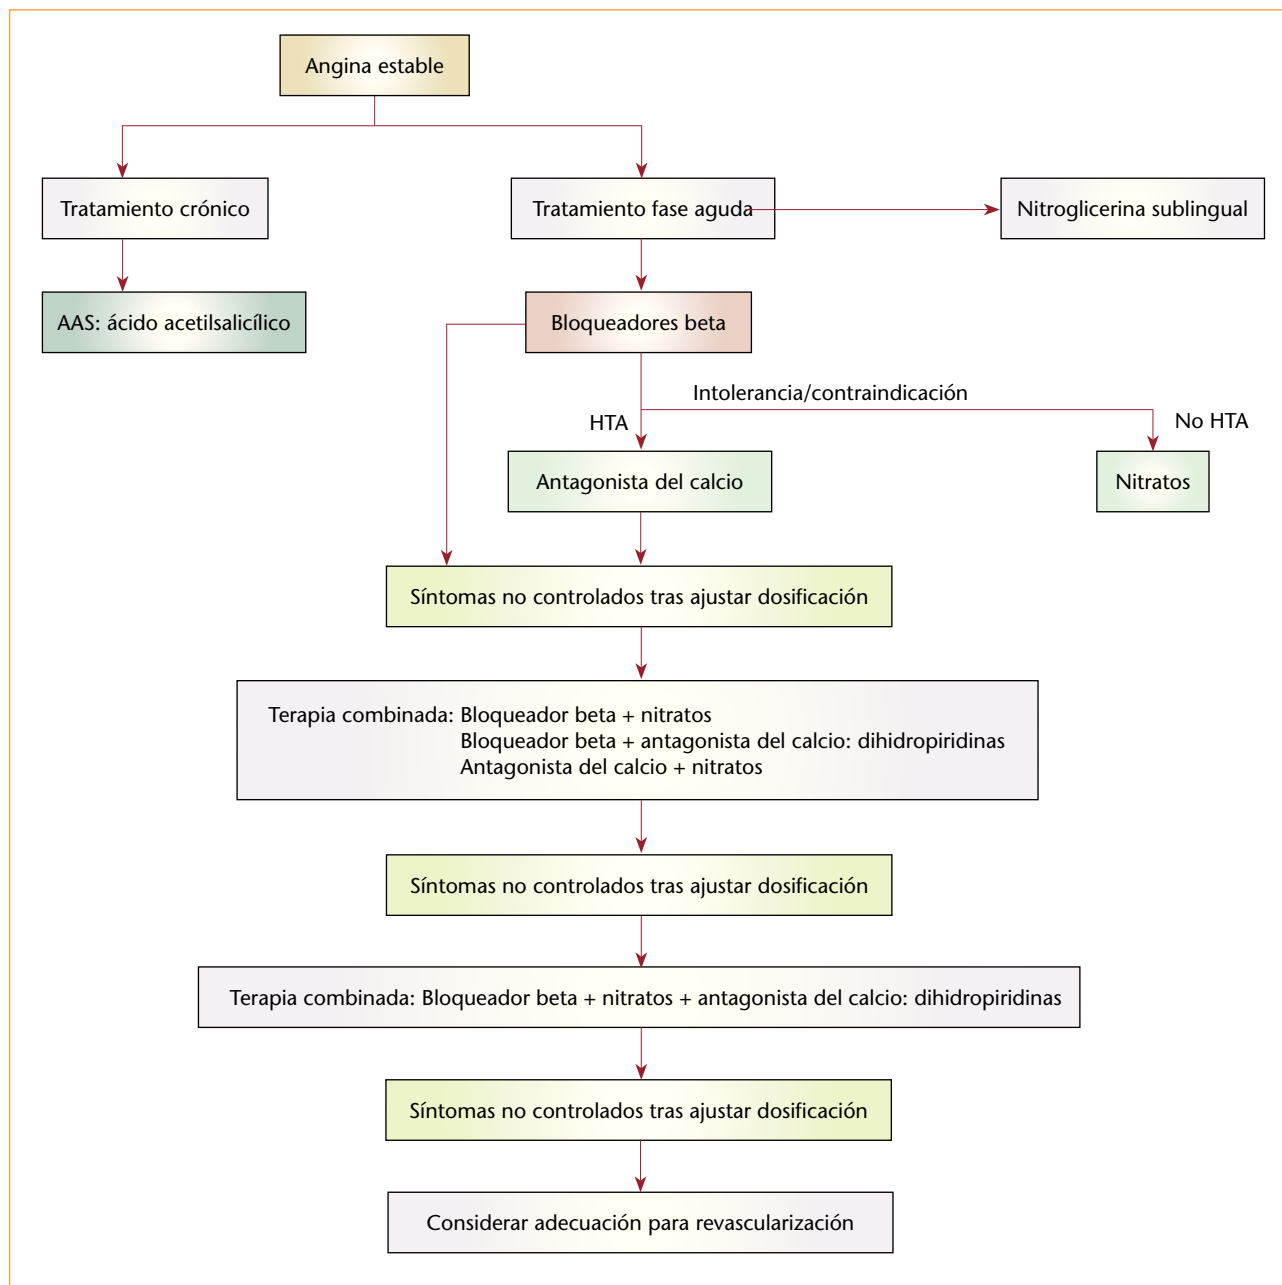 Angina estable
Tratamiento crónico
Tratamiento fase aguda
Nitroglicerina sublingual
AAS: ácido acetilsalicílico
Bloqueadores beta
Intolerancia/contraindicación
HTA
No HTA
Antagonista del calcio
Nitratos
Síntomas no controlados tras ajustar dosificación
Terapia combinada: Bloqueador beta + nitratos
Bloqueador beta + antagonista del calcio: dihidropiridinas
Antagonista del calcio + nitratos
Síntomas no controlados tras ajustar dosificación
Terapia combinada: Bloqueador beta + nitratos + antagonista del calcio: dihidropiridinas
Síntomas no controlados tras ajustar dosificación
Considerar adecuación para revascularización